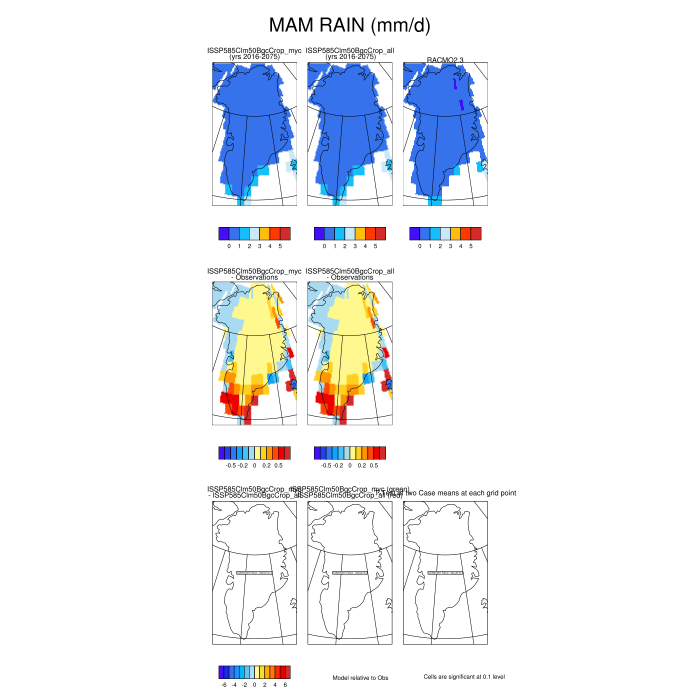 MAM RAIN (mm/d)
ISSP585Clm50BgcCrop_myc ISSP585Clm50BgcCrop_all
(yrs 2016-2075) (yrs 2016-2075) RACMO2.3
0 1 2 3 4 5 0 1 2 3 4 5 0 1 2 3 4 5
ISSP585Clm50BgcCrop_myc ISSP585Clm50BgcCrop_all
- Observations - Observations
-0.5 -0.2 0 0.2 0.5 -0.5 -0.2 0 0.2 0.5
ISSP585Clm50BgcCrop_myc (green)
- ISSP585Clm50BgcCrop_all ISSP585Clm50BgcCrop_all (red) two Case means at each grid point
-6 -4 -2 0 2 4 6
Model relative to Obs Cells are significant at 0.1 level